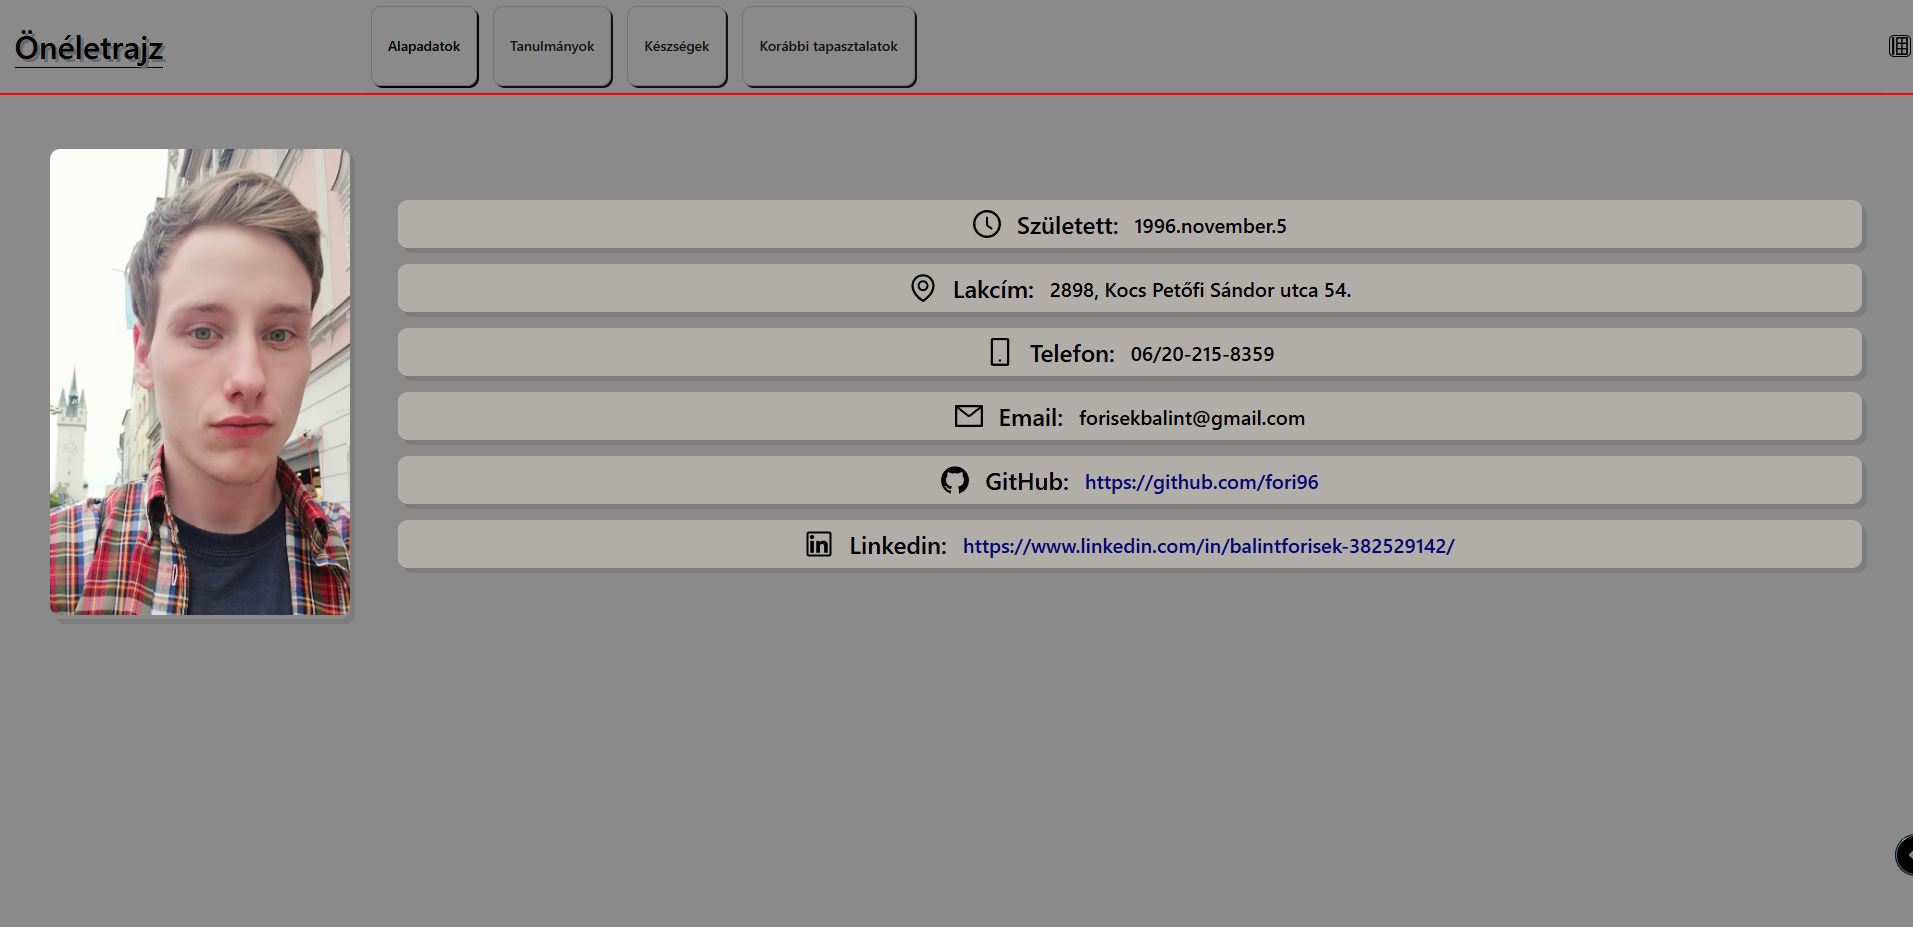 Önéletrajz
Alapadatok
Tanulmányok
Készségek
Korábbi tapasztalatok
Született: 1996.november.5
Lakcím: 2898, Kocs Petőfi Sándor utca 54.
Telefon: 06/20-215-8359
Email: forisekbalint@gmail.com
GitHub: https://github.com/fori96
Linkedin: https://www.linkedin.com/in/balintforisek-382529142/